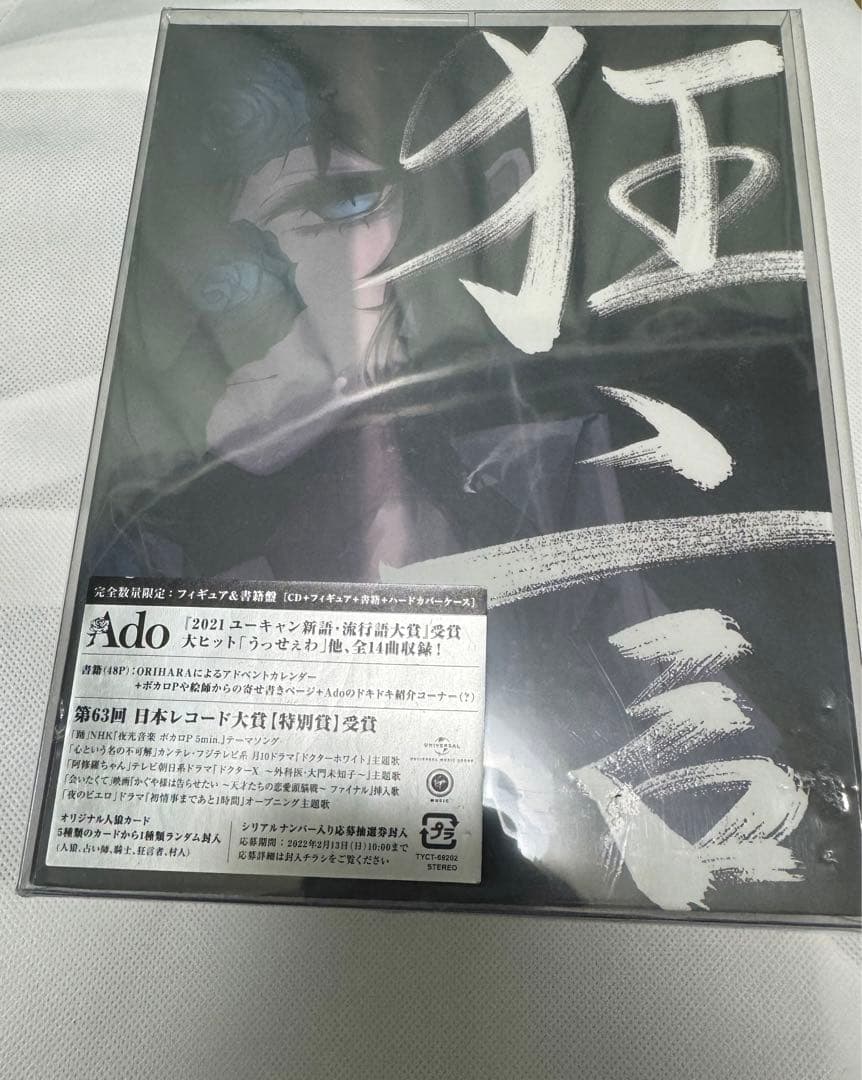 狂言
完全数量限定:フィギュア&書籍盤 [CD+フィギュア+書籍+ハードカバーケース]
Ado
『2021 ユーキャン新語・流行語大賞』受賞
大ヒット「うっせぇわ」他、全14曲収録!
書籍(48P):ORIHARAによるアドベントカレンダー
+ボカロPや絵師からの寄せ書きページ+Adoのドキドキ紹介コーナー(?)
第63回 日本レコード大賞【特別賞】受賞
「踊」NHK「夜光音楽 ボカロP 5min.」テーマソング
「心という名の不可解」カンテレ・フジテレビ系 月10ドラマ『ドクターホワイト』主題歌
「阿修羅ちゃん」テレビ朝日系ドラマ『ドクターX ~外科医・大門未知子~』主題歌
「会いたくて」映画『かぐや様は告らせたい ~天才たちの恋愛頭脳戦~ ファイナル』挿入歌
「夜のピエロ」ドラマ「初情事まであと1時間」オープニング主題歌
オリジナル人狼カード
5種類のカードから1種類ランダム封入
(人狼、占い師、騎士、狂言者、村人)
シリアルナンバー入り応募抽選券封入
応募期間:2022年2月13日(日)10:00まで
応募詳細は封入チラシをご覧ください
UNIVERSAL
UNIVERSAL MUSIC GROUP
Virgin
MUSIC
プラ
TYCT-69202
STEREO